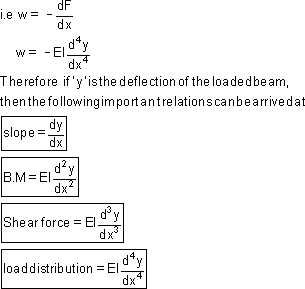 i.e w = - dF/dx
w = - EI d⁴y/dx⁴
Therefore if 'y' is the deflection of the loaded beam,
then the following important relations can be arrived at
slope = dy/dx
B.M = EI d²y/dx²
Shear force = EI d³y/dx³
load distribution = EI d⁴y/dx⁴